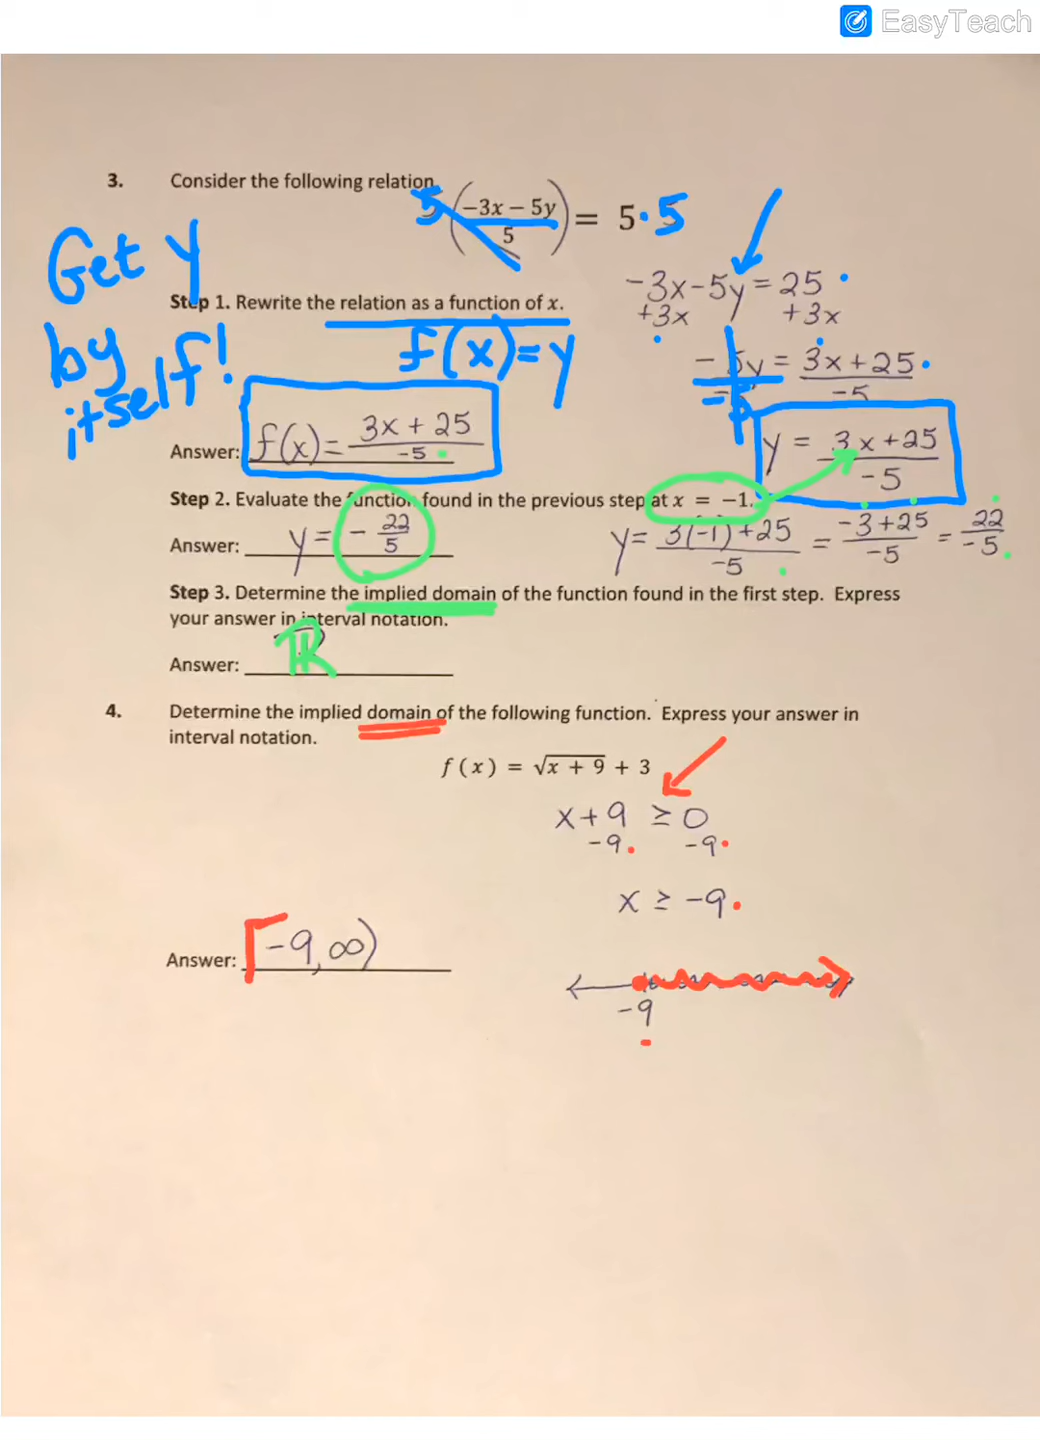 EasyTeach
3. Consider the following relation.
5 ( (-3x - 5y) / 5 ) = 5 · 5
Get y
by
itself!
-3x - 5y = 25
+3x +3x
Step 1. Rewrite the relation as a function of x.
f(x) = y
-5y = 3x + 25
-5 -5
Answer: f(x) = (3x + 25) / -5
y = (3x + 25) / -5
Step 2. Evaluate the function found in the previous step at x = -1.
Answer: y = - 22/5
y = (3(-1) + 25) / -5 = (-3 + 25) / -5 = 22 / -5
Step 3. Determine the implied domain of the function found in the first step. Express
your answer in interval notation.
Answer: ℝ
4. Determine the implied domain of the following function. Express your answer in
interval notation.
f(x) = √(x + 9) + 3
x + 9 ≥ 0
-9 -9
x ≥ -9
Answer: [-9, ∞)
-9